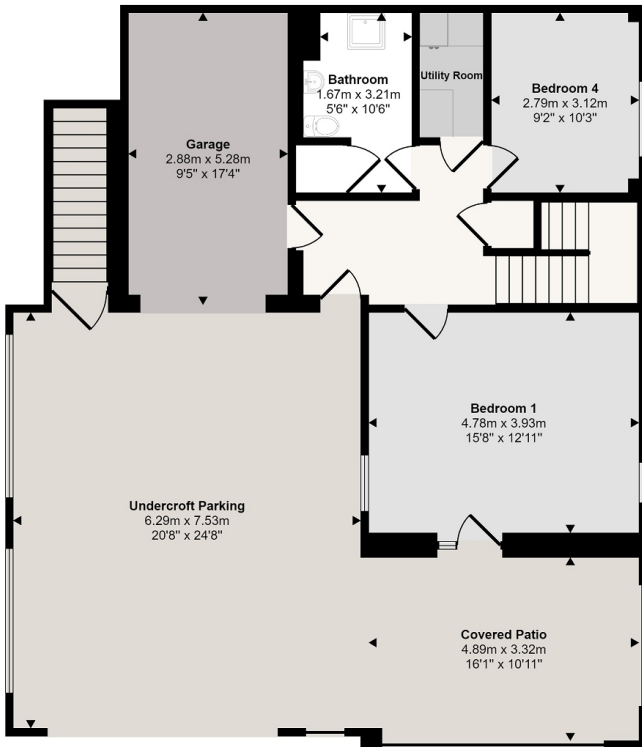 Bathroom
1.67m x 3.21m
5'6" x 10'6"
Utility Room
Bedroom 4
2.79m x 3.12m
9'2" x 10'3"
Garage
2.88m x 5.28m
9'5" x 17'4"
Bedroom 1
4.78m x 3.93m
15'8" x 12'11"
Undercroft Parking
6.29m x 7.53m
20'8" x 24'8"
Covered Patio
4.89m x 3.32m
16'1" x 10'11"